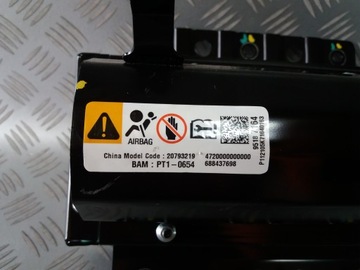 AIRBAG
China Model Code : 20793219
4720000000000
BAM : PT1-0654
688437698